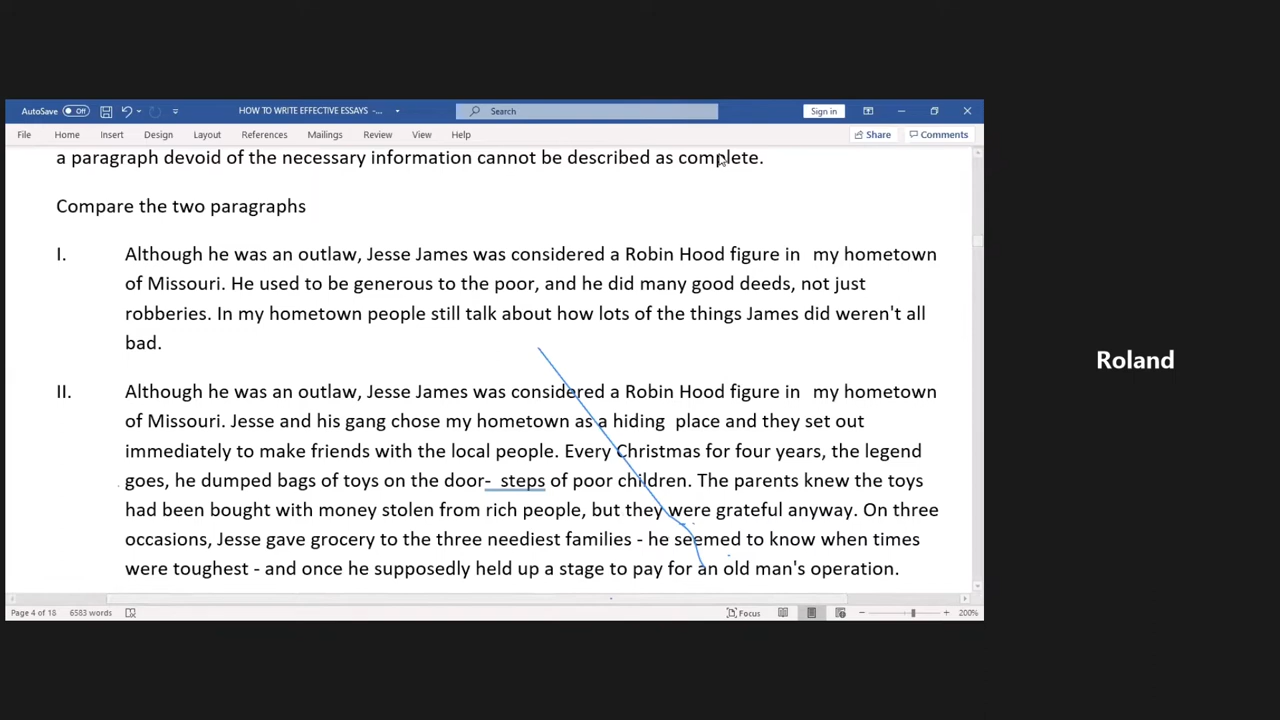 AutoSave Off HOW TO WRITE EFFECTIVE ESSAYS -... Search Sign in
File Home Insert Design Layout References Mailings Review View Help Share Comments
a paragraph devoid of the necessary information cannot be described as complete.
Compare the two paragraphs
I. Although he was an outlaw, Jesse James was considered a Robin Hood figure in my hometown
of Missouri. He used to be generous to the poor, and he did many good deeds, not just
robberies. In my hometown people still talk about how lots of the things James did weren't all
bad.
II. Although he was an outlaw, Jesse James was considered a Robin Hood figure in my hometown
of Missouri. Jesse and his gang chose my hometown as a hiding place and they set out
immediately to make friends with the local people. Every Christmas for four years, the legend
goes, he dumped bags of toys on the door- steps of poor children. The parents knew the toys
had been bought with money stolen from rich people, but they were grateful anyway. On three
occasions, Jesse gave grocery to the three neediest families - he seemed to know when times
were toughest - and once he supposedly held up a stage to pay for an old man's operation.
Page 4 of 18 6583 words Focus 200%
Roland